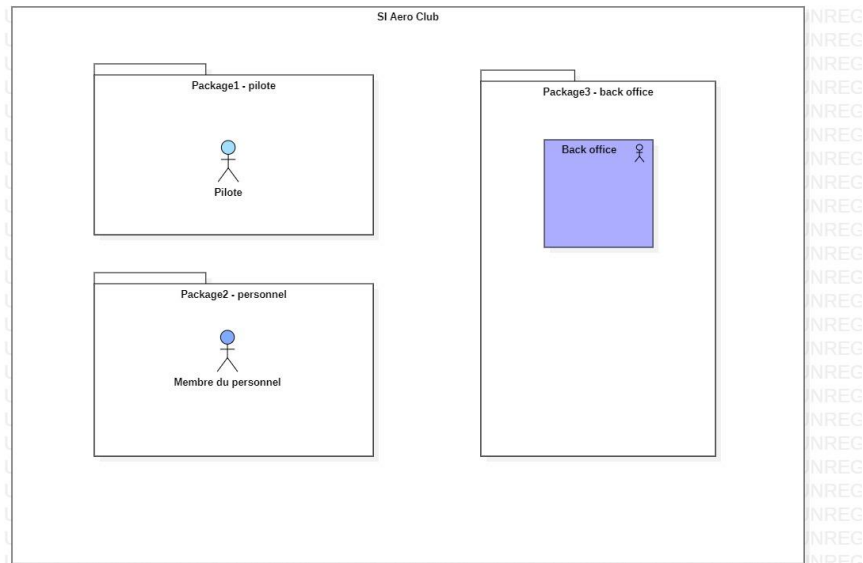 SI Aero Club
Package1 - pilote
Pilote
Package2 - personnel
Membre du personnel
Package3 - back office
Back office